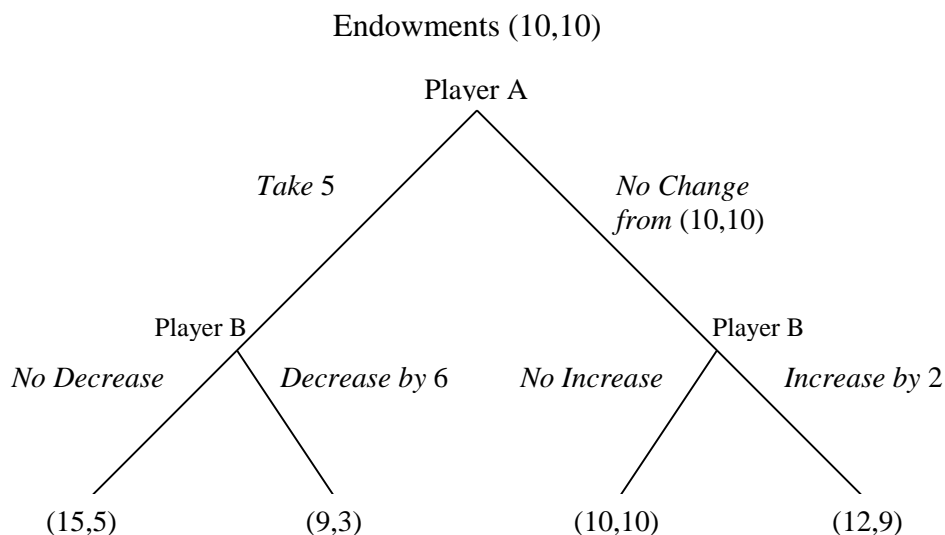 Endowments (10,10)
Player A
Take 5
No Change
from (10,10)
Player B
Player B
No Decrease
Decrease by 6
No Increase
Increase by 2
(15,5)
(9,3)
(10,10)
(12,9)